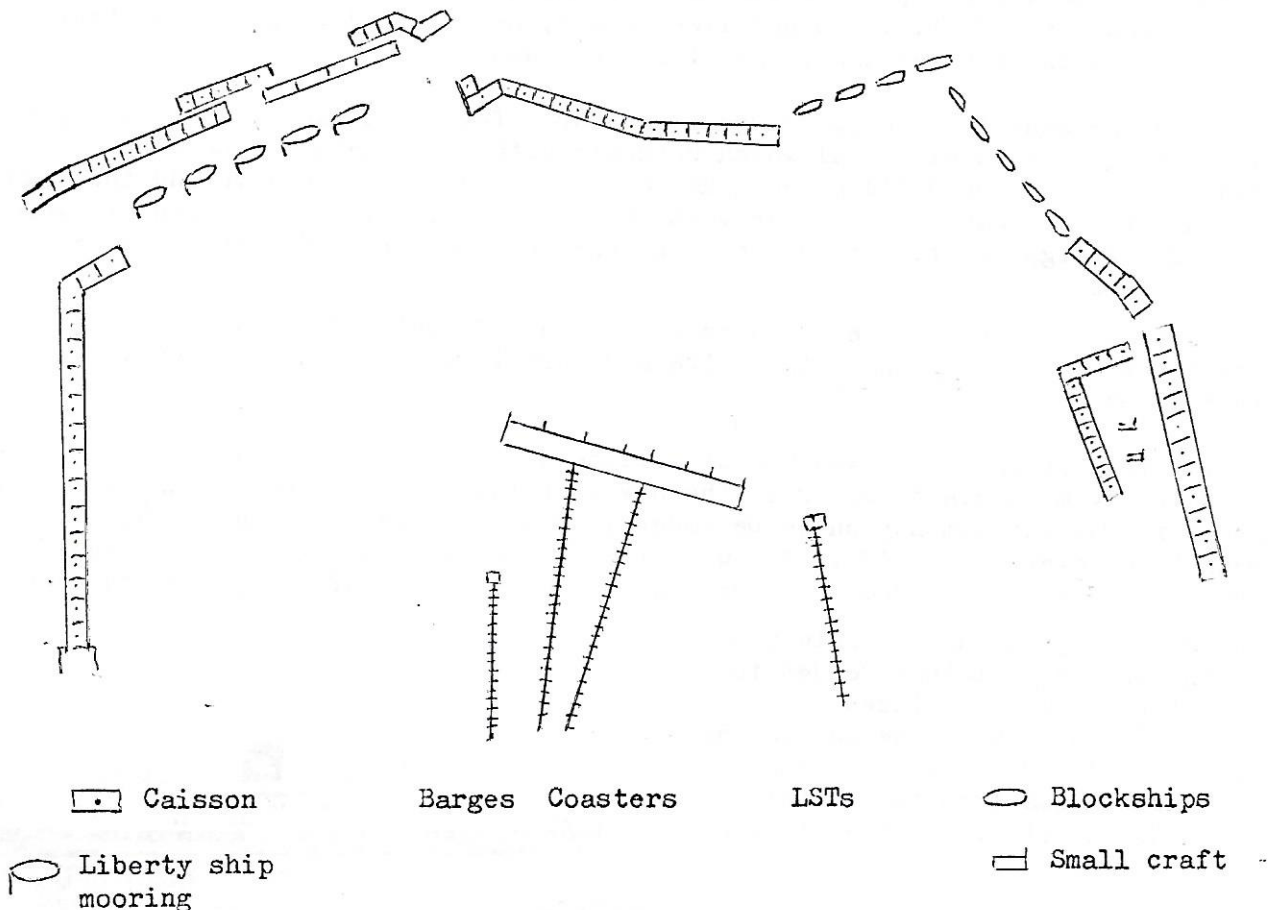 Caisson
Barges
Coasters
LSTs
Blockships
Liberty ship
mooring
Small craft